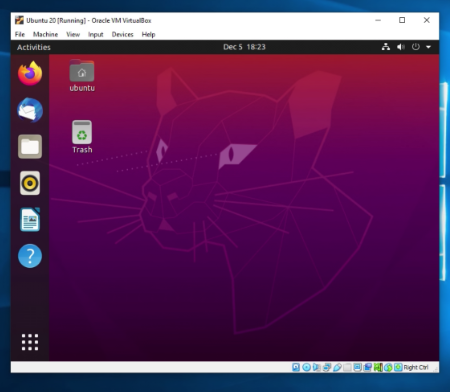 Ubuntu 20 [Running] - Oracle VM VirtualBox
File Machine View Input Devices Help
Activities Dec 5 18:23
ubuntu
Trash
?
Right Ctrl